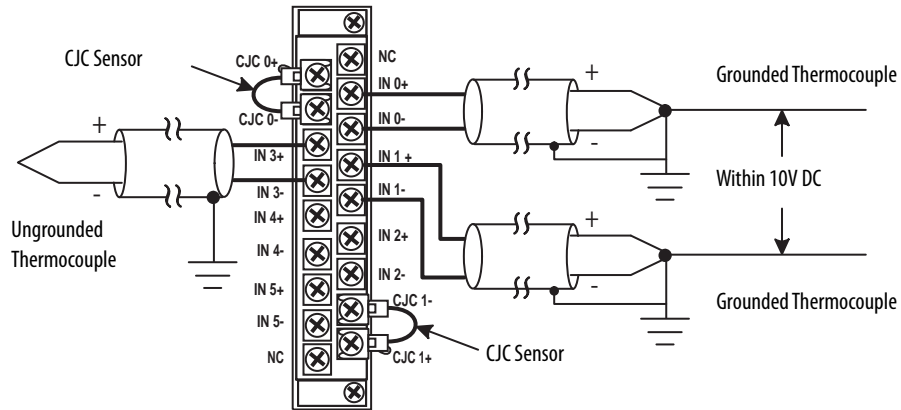 CJC Sensor
+
-
Ungrounded
Thermocouple
CJC 0+
CJC 0-
IN 3+
IN 3-
IN 4+
IN 4-
IN 5+
IN 5-
NC
NC
IN 0+
IN 0-
IN 1 +
IN 1-
IN 2+
IN 2-
CJC 1-
CJC 1+
CJC Sensor
+
-
Grounded Thermocouple
Within 10V DC
+
-
Grounded Thermocouple